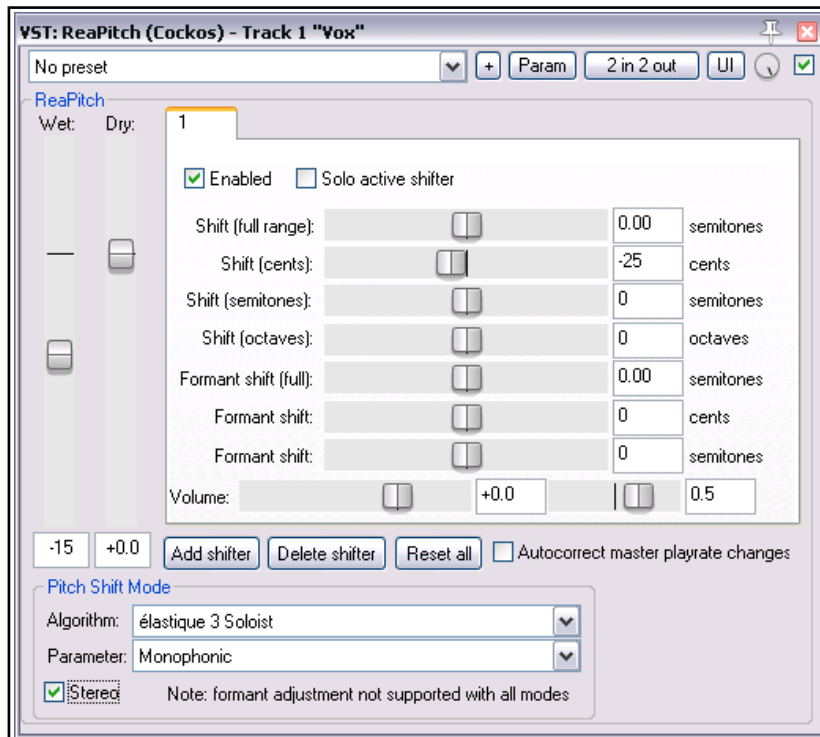 VST: ReaPitch (Cockos) - Track 1 "Vox"
No preset + Param 2 in 2 out UI
ReaPitch
Wet: Dry: 1
Enabled Solo active shifter
Shift (full range): 0.00 semitones
Shift (cents): -25 cents
Shift (semitones): 0 semitones
Shift (octaves): 0 octaves
Formant shift (full): 0.00 semitones
Formant shift: 0 cents
Formant shift: 0 semitones
Volume: +0.0 0.5
-15 +0.0 Add shifter Delete shifter Reset all Autocorrect master playrate changes
Pitch Shift Mode
Algorithm: élastique 3 Soloist
Parameter: Monophonic
Stereo Note: formant adjustment not supported with all modes